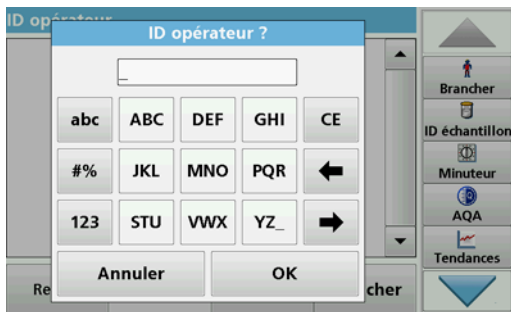 ID opérateur
ID opérateur ?
_
abc ABC DEF GHI CE
#% JKL MNO PQR
123 STU VWX YZ_
Annuler OK
Re
cher
Brancher
ID échantillon
Minuteur
AQA
Tendances